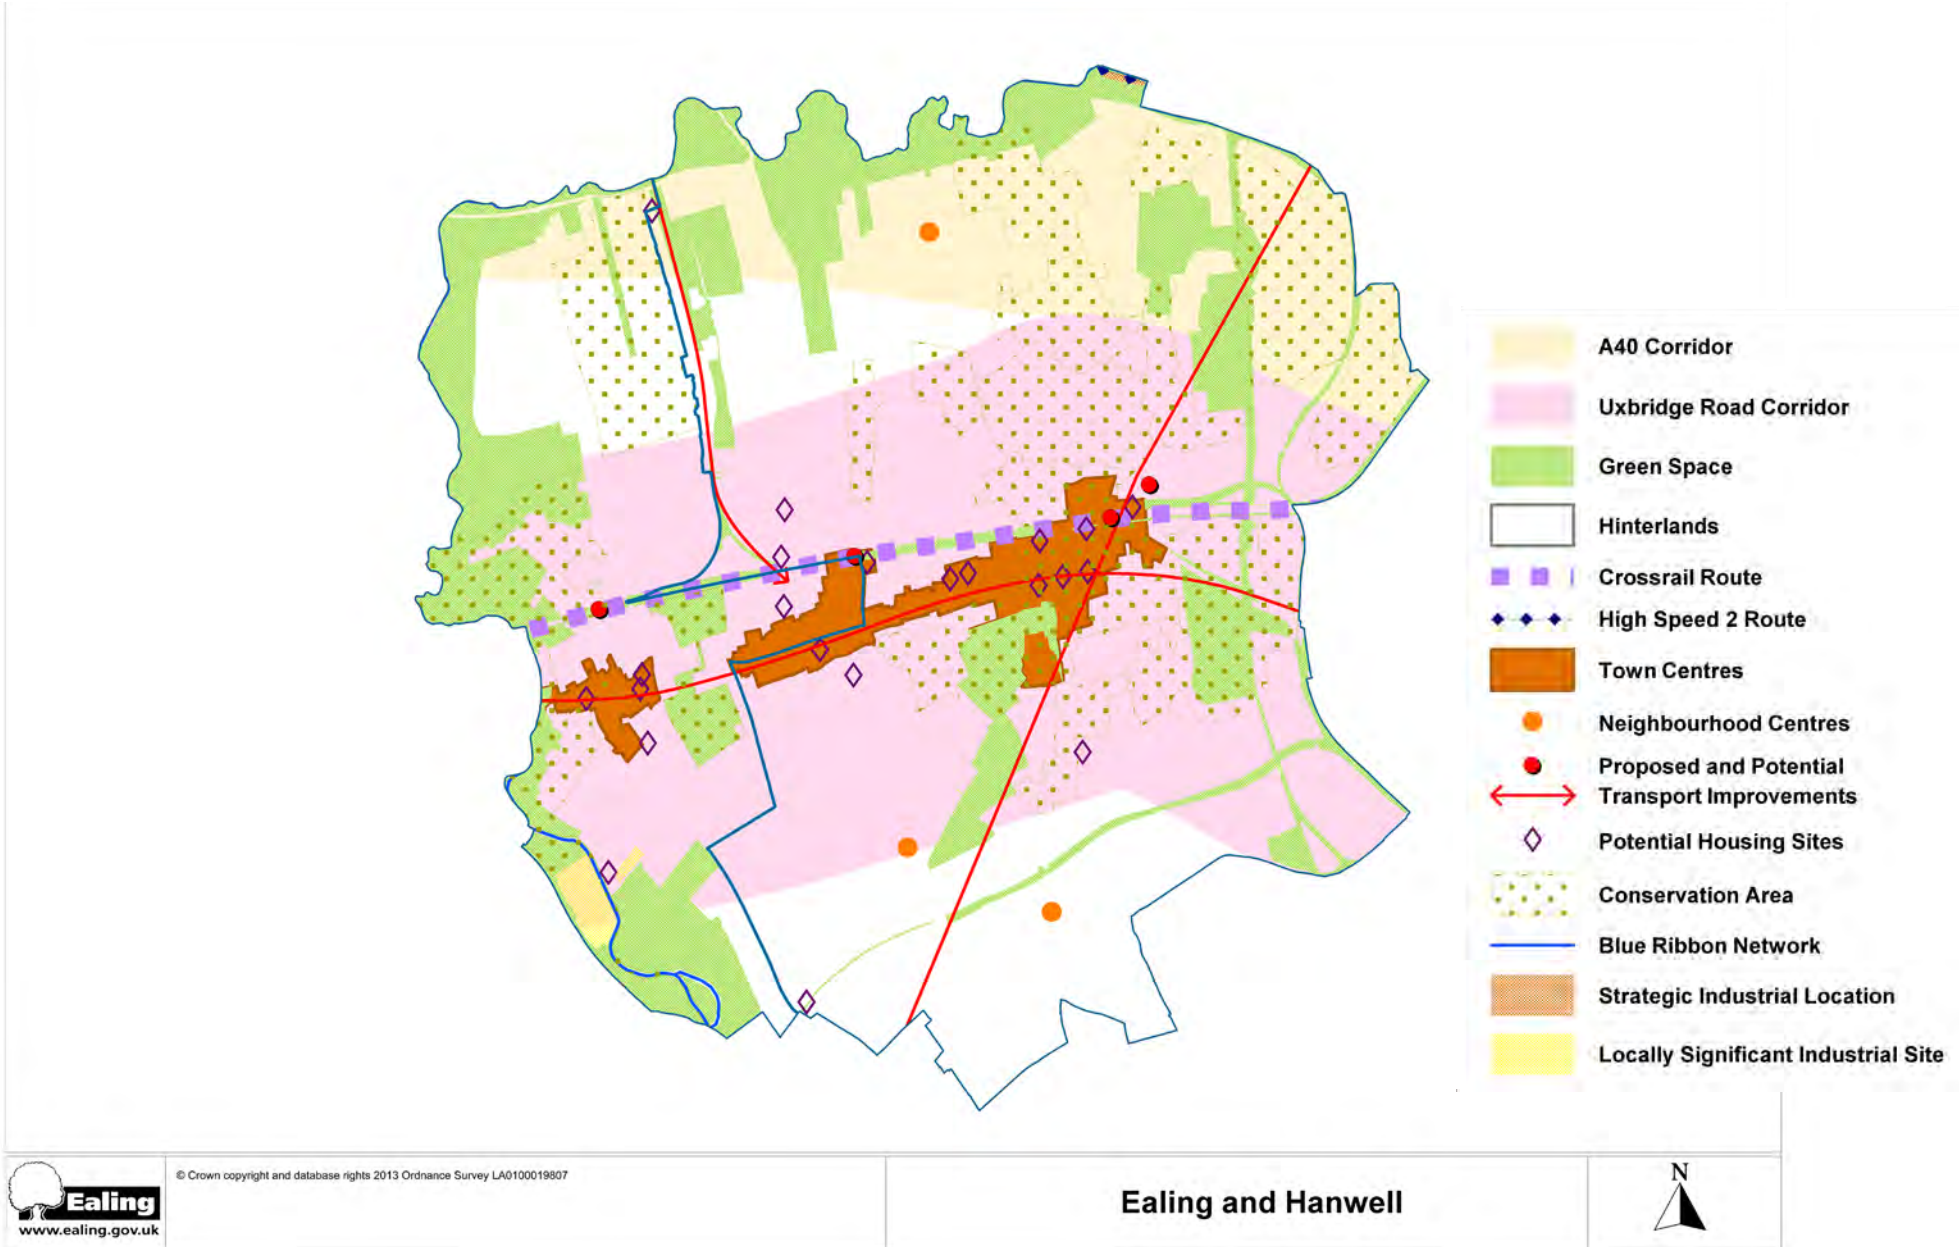 A40 Corridor
Uxbridge Road Corridor
Green Space
Hinterlands
Crossrail Route
High Speed 2 Route
Town Centres
Neighbourhood Centres
Proposed and Potential
Transport Improvements
Potential Housing Sites
Conservation Area
Blue Ribbon Network
Strategic Industrial Location
Locally Significant Industrial Site
Ealing
www.ealing.gov.uk
© Crown copyright and database rights 2013 Ordnance Survey LA0100019807
Ealing and Hanwell
N